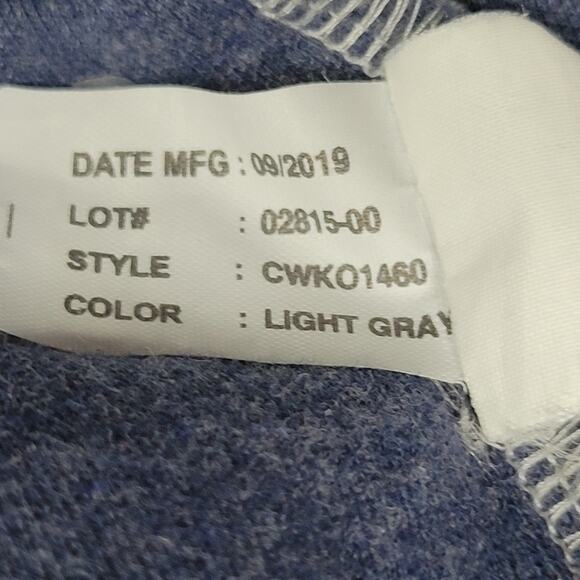 DATE MFG : 09/2019
LOT# : 02815-00
STYLE : CWKO1460
COLOR : LIGHT GRAY